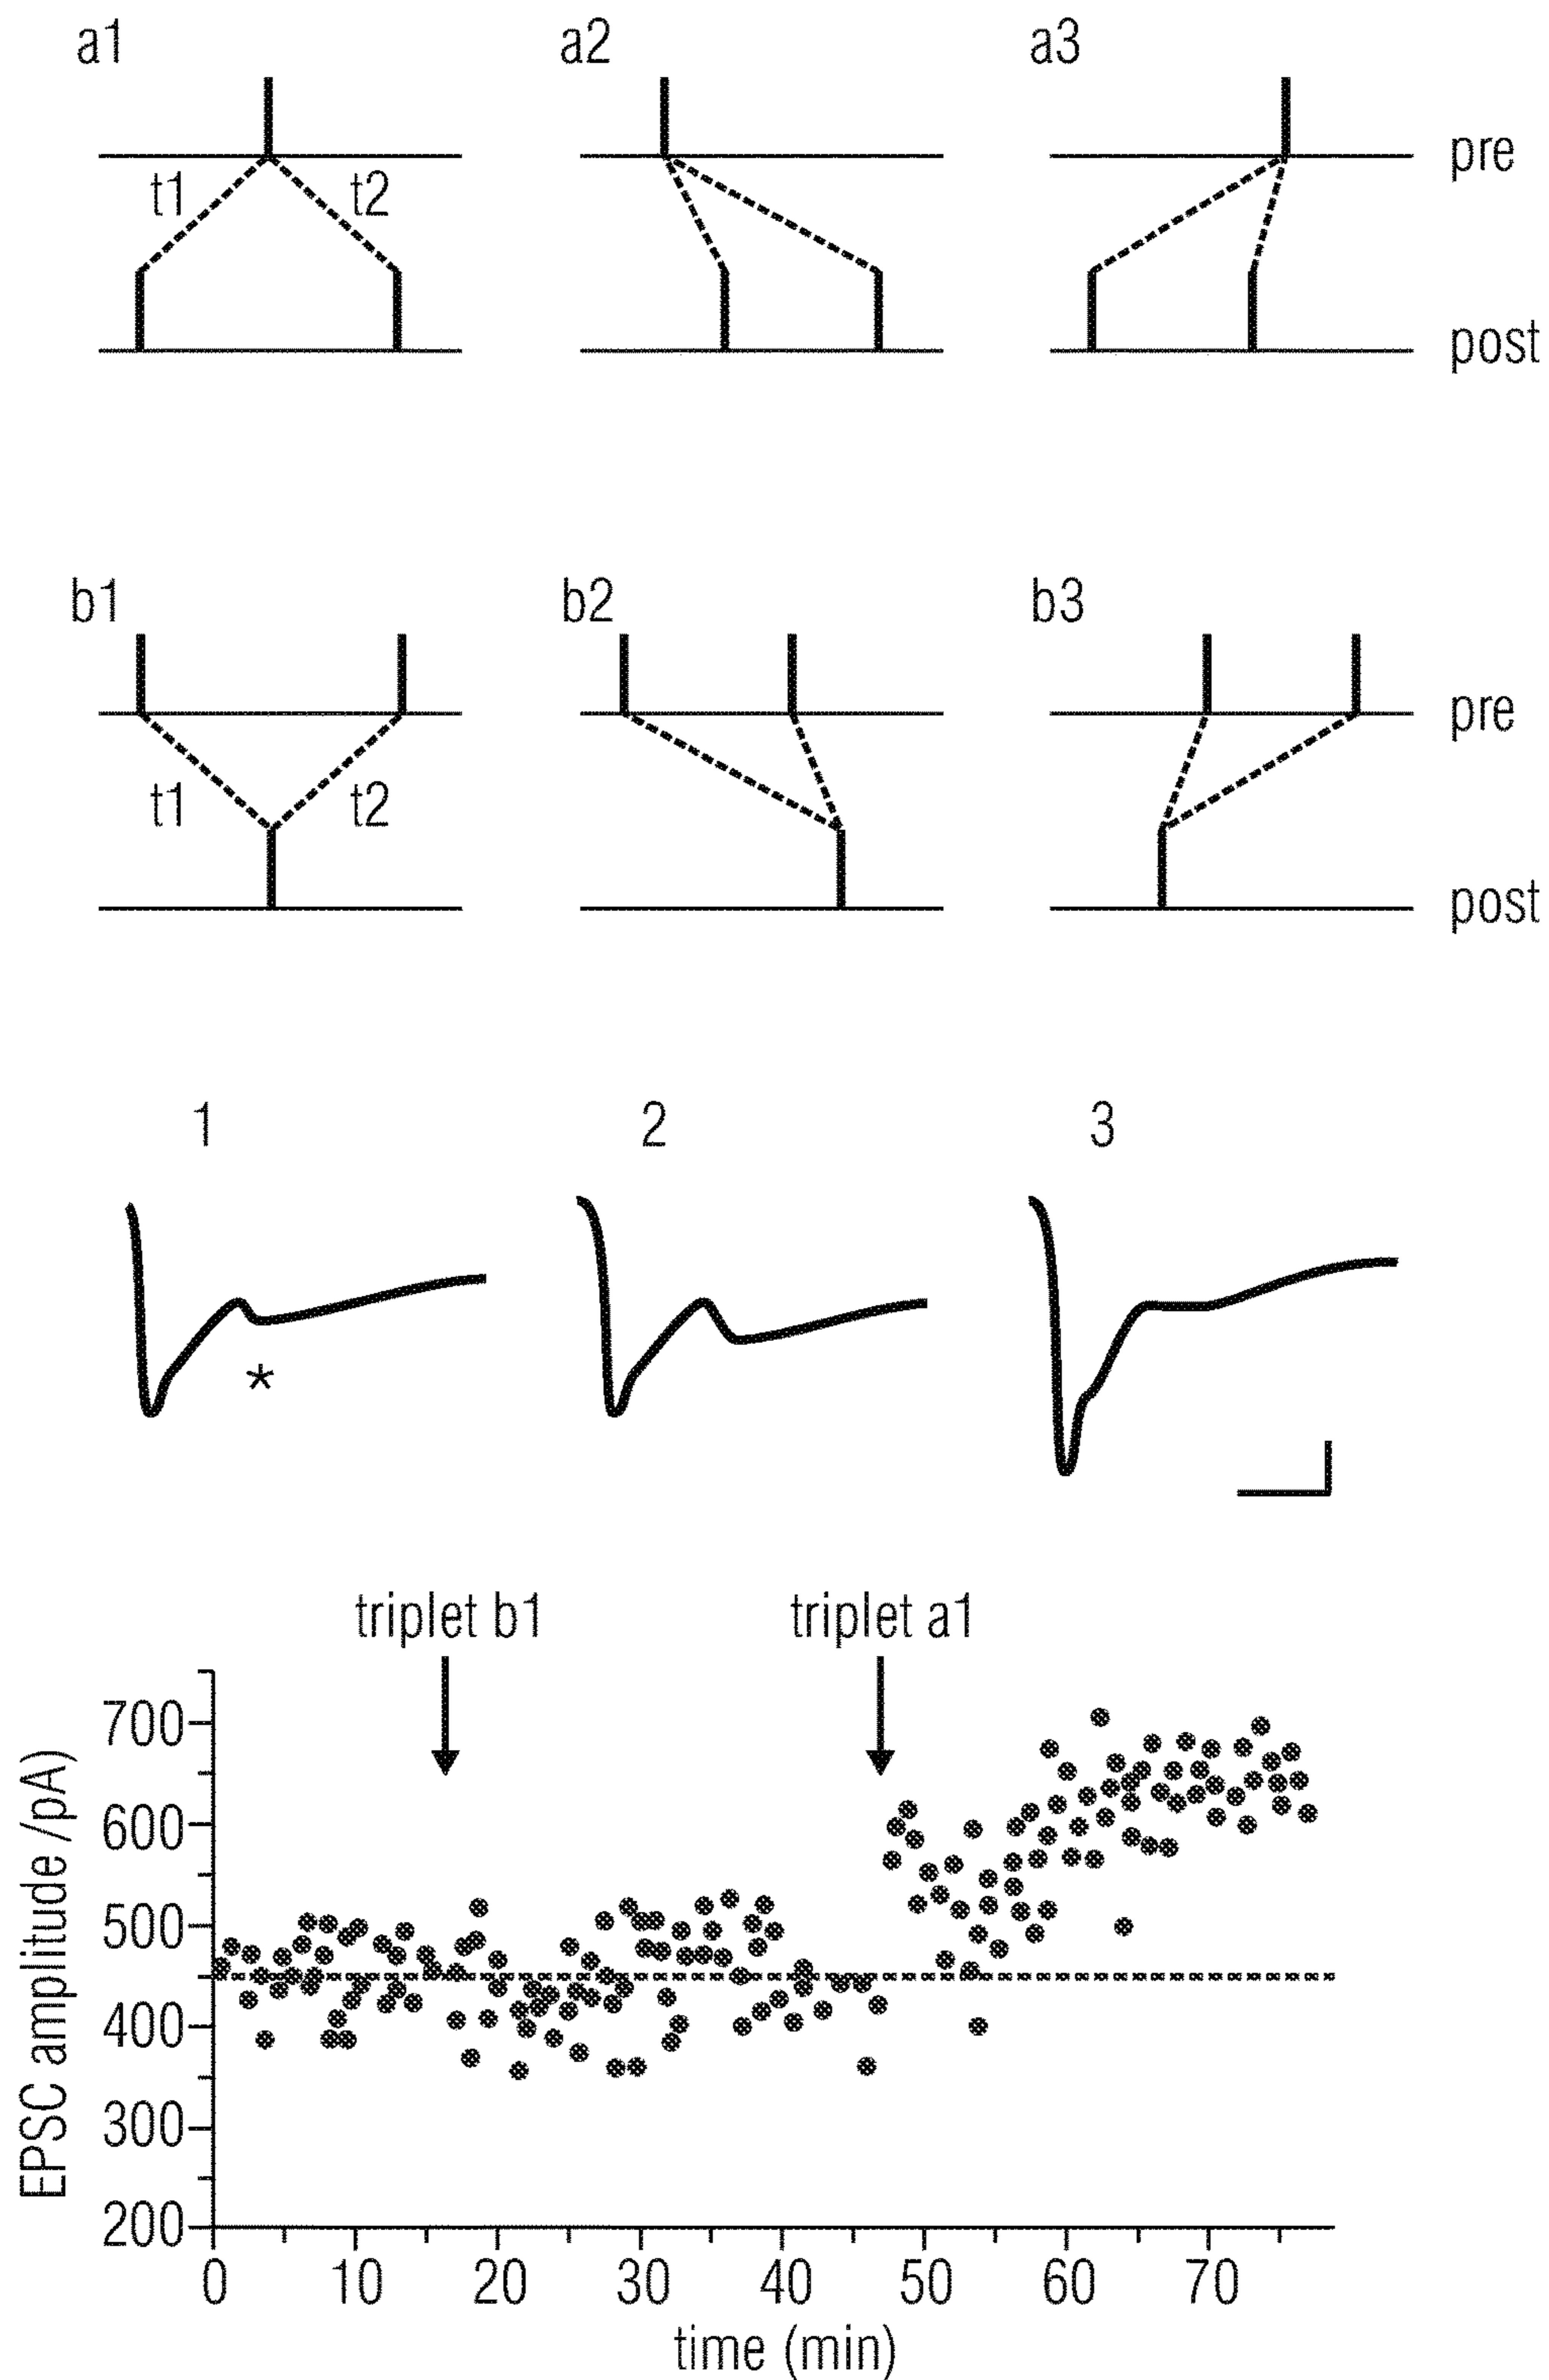 a1 a2 a3
pre
t1 t2
post
b1 b2 b3
pre
t1 t2
post
1 2 3
*
triplet b1 triplet a1
EPSC amplitude /pA)
700
600
500
400
300
200
0 10 20 30 40 50 60 70
time (min)